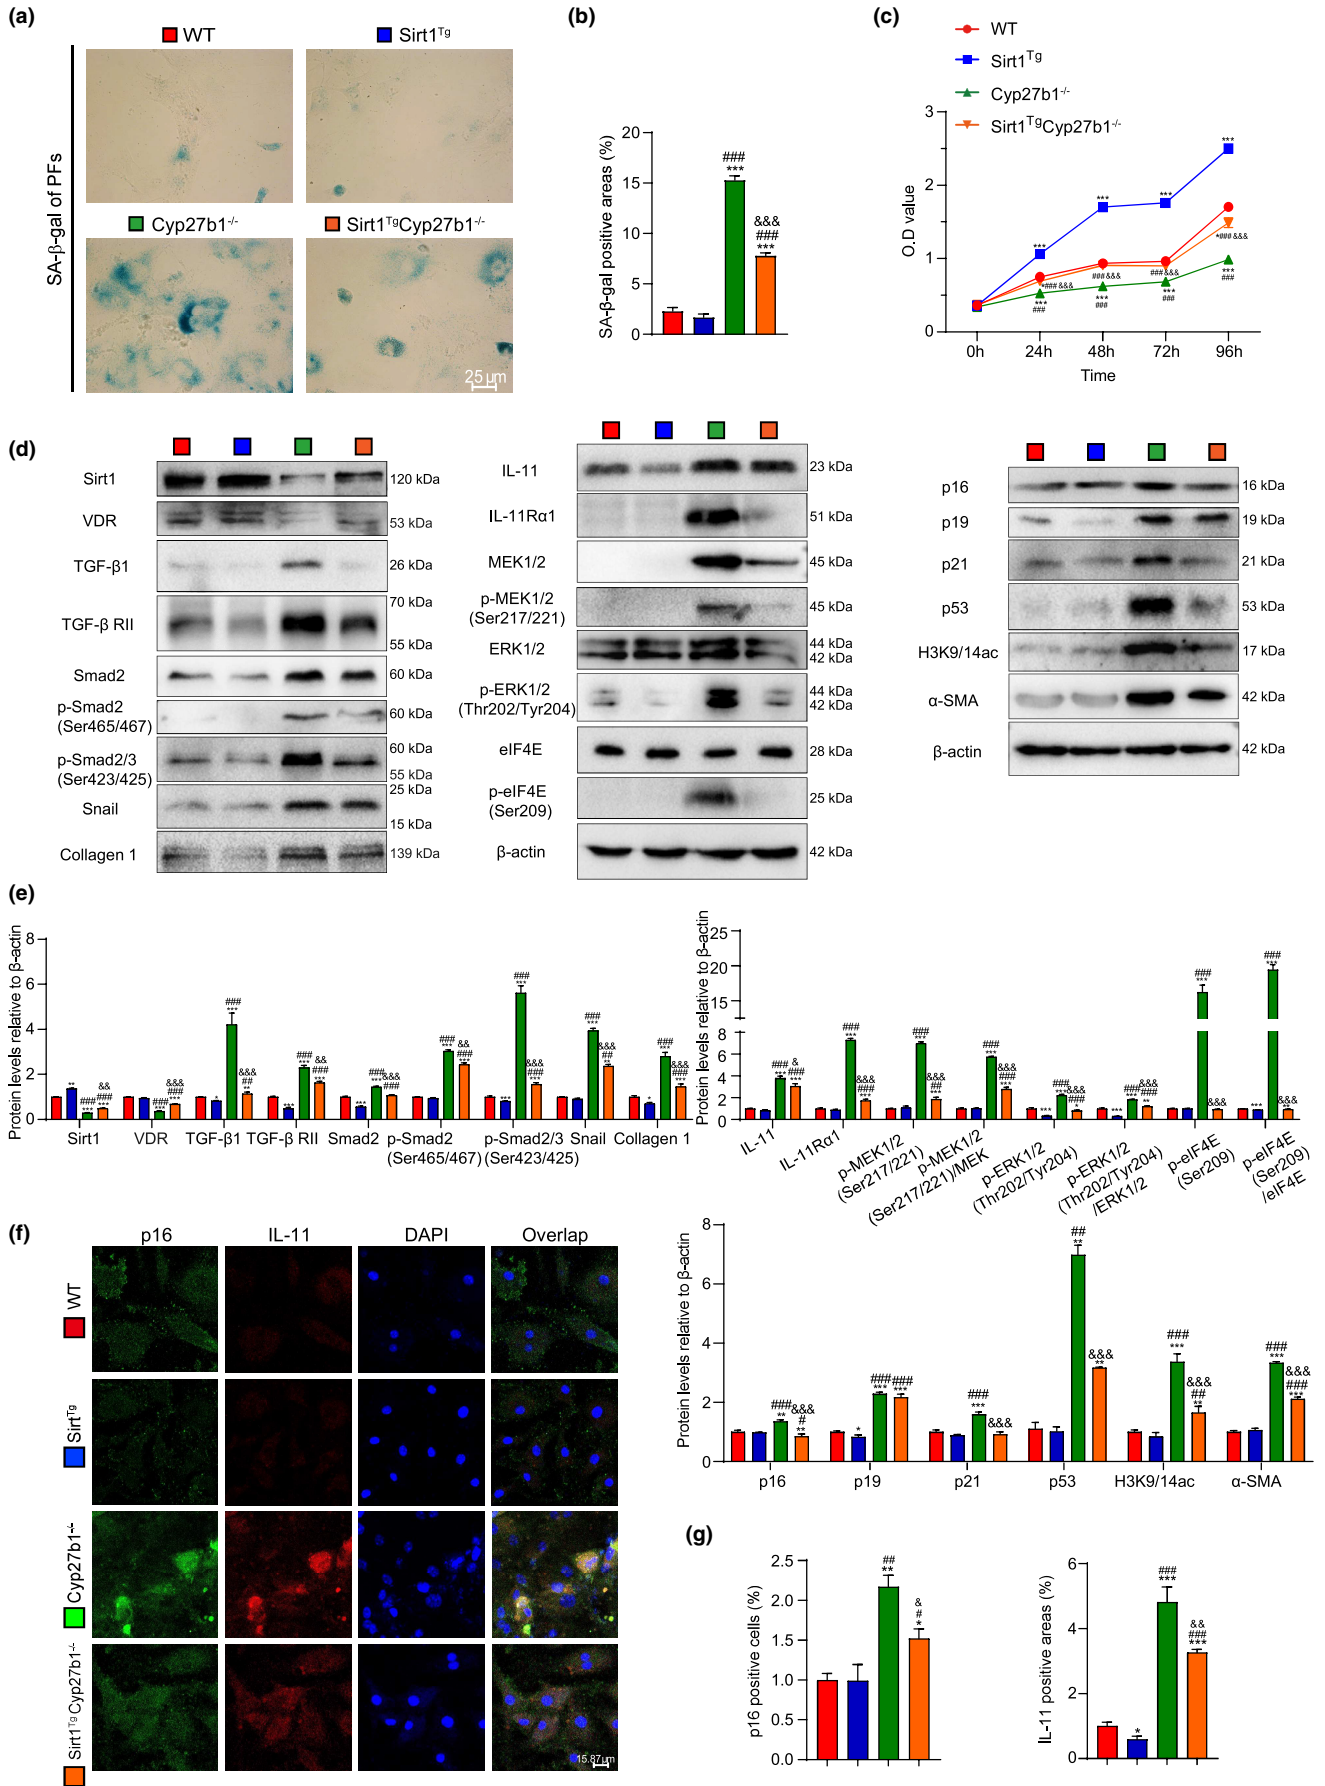 (a)
WT
Sirt1Tg
SA-β-gal of PFs
Cyp27b1-/-
Sirt1TgCyp27b1-/-
25 µm
(b)
SA-β-gal positive areas (%)
20
15
10
5
0
###
***
&&&
###
***
(c)
WT
Sirt1Tg
Cyp27b1-/-
Sirt1TgCyp27b1-/-
O.D value
3
2
1
0
***
***
***
***
*###&&&
###&&&
###&&&
*###&&&
***
###
***
###
***
###
***
###
0h 24h 48h 72h 96h
Time
(d)
Sirt1 120 kDa
VDR 53 kDa
TGF-β1 26 kDa
70 kDa
TGF-β RII
55 kDa
Smad2 60 kDa
p-Smad2
(Ser465/467) 60 kDa
60 kDa
p-Smad2/3
(Ser423/425) 55 kDa
25 kDa
Snail
15 kDa
Collagen 1 139 kDa
IL-11 23 kDa
IL-11Rα1 51 kDa
MEK1/2 45 kDa
p-MEK1/2
(Ser217/221) 45 kDa
ERK1/2 44 kDa
42 kDa
p-ERK1/2 44 kDa
(Thr202/Tyr204) 42 kDa
eIF4E 28 kDa
p-eIF4E
(Ser209) 25 kDa
β-actin 42 kDa
p16 16 kDa
p19 19 kDa
p21 21 kDa
p53 53 kDa
H3K9/14ac 17 kDa
α-SMA 42 kDa
β-actin 42 kDa
(e)
Protein levels relative to β-actin
8
6
4
2
0
Sirt1 VDR TGF-β1 TGF-β RII Smad2 p-Smad2 p-Smad2/3 Snail Collagen 1
(Ser465/467) (Ser423/425)
Protein levels relative to β-actin
25
20
15
10
8
6
4
2
0
IL-11
IL-11Rα1
p-MEK1/2
(Ser217/221)
p-MEK1/2
(Ser217/221)/MEK
p-ERK1/2
(Thr202/Tyr204)
p-ERK1/2
(Thr202/Tyr204)
/ERK1/2
p-eIF4E
(Ser209)
p-eIF4E
(Ser209)
/eIF4E
Protein levels relative to β-actin
8
6
4
2
0
p16 p19 p21 p53 H3K9/14ac α-SMA
(f)
p16 IL-11 DAPI Overlap
WT
SirtTg
Cyp27b1-/-
Sirt1TgCyp27b1-/-
15.87µm
(g)
p16 positive cells (%)
2.5
2.0
1.5
1.0
0.5
0.0
##
**
&
#
*
IL-11 positive areas (%)
6
4
2
0
*
###
***
&&
###
***